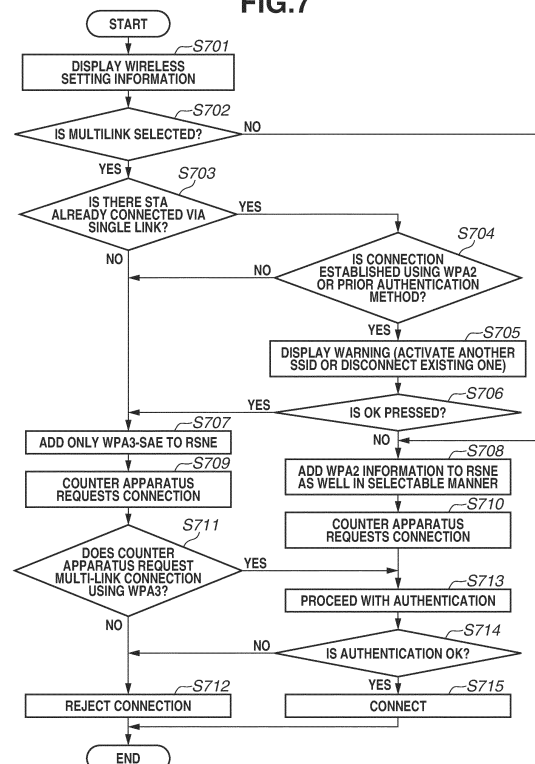 FIG.7
START
S701
DISPLAY WIRELESS
SETTING INFORMATION
S702
IS MULTILINK SELECTED?
NO
YES
S703
IS THERE STA
ALREADY CONNECTED VIA
SINGLE LINK?
YES
NO
S704
IS CONNECTION
ESTABLISHED USING WPA2
OR PRIOR AUTHENTICATION
METHOD?
NO
YES
S705
DISPLAY WARNING (ACTIVATE ANOTHER
SSID OR DISCONNECT EXISTING ONE)
S706
IS OK PRESSED?
YES
NO
S707
ADD ONLY WPA3-SAE TO RSNE
S708
ADD WPA2 INFORMATION TO RSNE
AS WELL IN SELECTABLE MANNER
S709
COUNTER APPARATUS
REQUESTS CONNECTION
S710
COUNTER APPARATUS
REQUESTS CONNECTION
S711
DOES COUNTER
APPARATUS REQUEST
MULTI-LINK CONNECTION
USING WPA3?
YES
NO
S713
PROCEED WITH AUTHENTICATION
S714
IS AUTHENTICATION OK?
NO
YES
S712
REJECT CONNECTION
S715
CONNECT
END